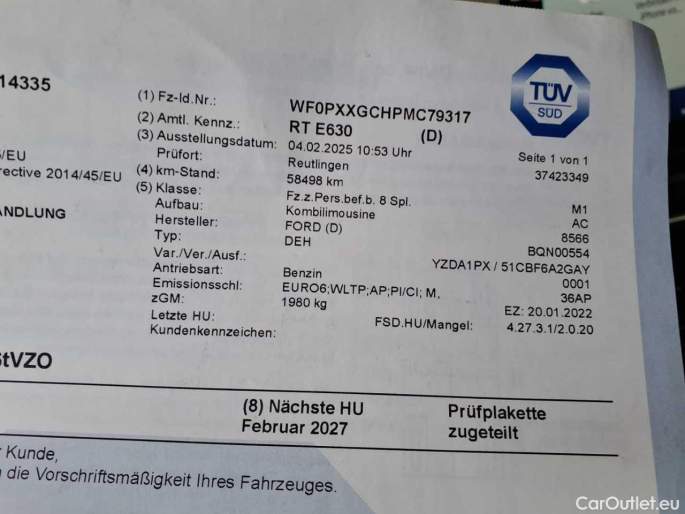 TÜV
SÜD
14335
(1) Fz-Id.Nr.: WF0PXXGCHPMC79317
(2) Amtl. Kennz.: RT E630 (D)
(3) Ausstellungsdatum: 04.02.2025 10:53 Uhr Seite 1 von 1
Prüfort: Reutlingen 37423349
/EU
(4) km-Stand: 58498 km
rective 2014/45/EU
(5) Klasse: Fz.z.Pers.bef.b. 8 Spl. M1
Aufbau: Kombilimousine AC
ANDLUNG
Hersteller: FORD (D) 8566
Typ: DEH BQN00554
Var./Ver./Ausf.: YZDA1PX / 51CBF6A2GAY
Antriebsart: Benzin 0001
Emissionsschl: EURO6;WLTP;AP;PI/CI; M, 36AP
zGM: 1980 kg EZ: 20.01.2022
Letzte HU: FSD.HU/Mangel: 4.27.3.1/2.0.20
Kundenkennzeichen:
StVZO
(8) Nächste HU Prüfplakette
Februar 2027 zugeteilt
r Kunde,
n die Vorschriftsmäßigkeit Ihres Fahrzeuges.
CarOutlet.eu